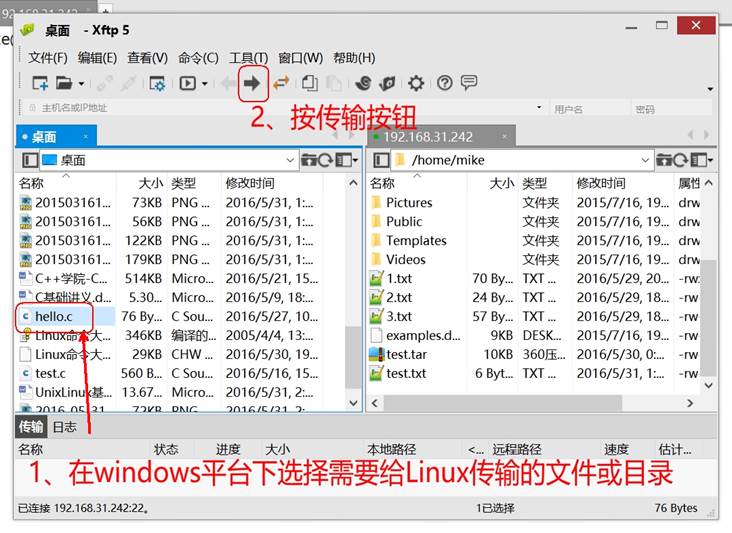 192.168.31.242
桌面 - Xftp 5
文件(F) 编辑(E) 查看(V) 命令(C) 工具(T) 窗口(W) 帮助(H)
主机名或IP地址 用户名 密码
2、按传输按钮
桌面 192.168.31.242
桌面 /home/mike
名称 大小 类型 修改时间 名称 大小 类型 修改时间 属性
201503161... 73KB PNG ... 2016/5/31, 1:... Pictures 文件夹 2015/7/16, 19... drw
201503161... 56KB PNG ... 2016/5/31, 1:... Public 文件夹 2015/7/16, 19... drw
201503161... 122KB PNG ... 2016/5/31, 1:... Templates 文件夹 2015/7/16, 19... drw
201503161... 179KB PNG ... 2016/5/31, 1:... Videos 文件夹 2015/7/16, 19... drw
C++学院-C... 514KB Micro... 2016/5/21, 15... 1.txt 70 By... TXT ... 2016/5/29, 20... -rw
C基础讲义.d... 5.30... Micro... 2016/5/9, 18:... 2.txt 24 By... TXT ... 2016/5/29, 18... -rw
hello.c 76 By... C Sou... 2016/5/27, 10... 3.txt 57 By... TXT ... 2016/5/29, 18... -rw
Linux命令大... 346KB 编译的... 2005/4/4, 13:... examples.d... 9KB DESK... 2015/7/16, 19... -rw
Linux命令大... 29KB CHW ... 2016/5/30, 19... test.tar 10KB 360压... 2016/5/30, 0:... -rw
test.c 560 B... C Sou... 2016/5/16, 15... test.txt 6 Byt... TXT ... 2016/5/31, 1:... -rw
UnixLinux基... 13.67... Micro... 2016/5/31, 2:...
2016-05-31 72KB PNG ... 2016/5/31, 1:...
传输 日志
名称 状态 进度 大小 本地路径 <... 远程路径 速度 估计...
1、在windows平台下选择需要给Linux传输的文件或目录
已连接 192.168.31.242:22。 1已选择 76 Bytes